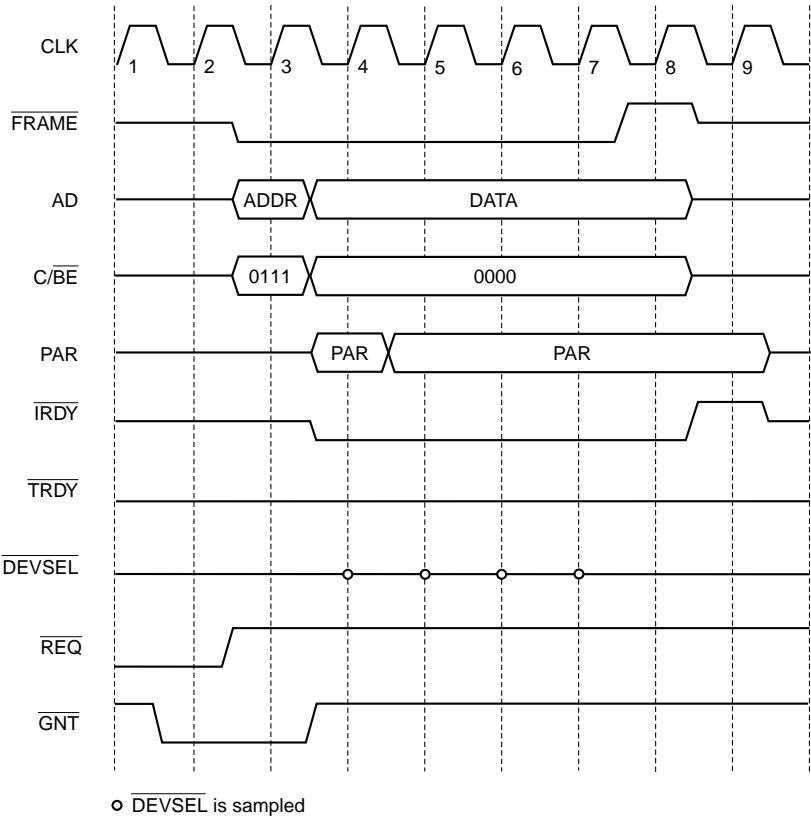 CLK
1 2 3 4 5 6 7 8 9
FRAME
AD
ADDR DATA
C/BE
0111 0000
PAR
PAR PAR
IRDY
TRDY
DEVSEL
REQ
GNT
DEVSEL is sampled